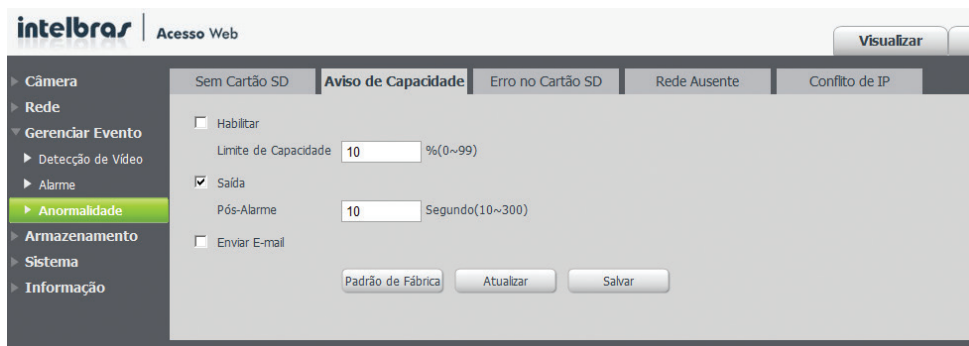 intelbras Acesso Web
Visualizar
Câmera
Rede
Gerenciar Evento
Detecção de Vídeo
Alarme
Anormalidade
Armazenamento
Sistema
Informação
Sem Cartão SD Aviso de Capacidade Erro no Cartão SD Rede Ausente Conflito de IP
Habilitar
Limite de Capacidade 10 %(0~99)
Saída
Pós-Alarme 10 Segundo(10~300)
Enviar E-mail
Padrão de Fábrica Atualizar Salvar